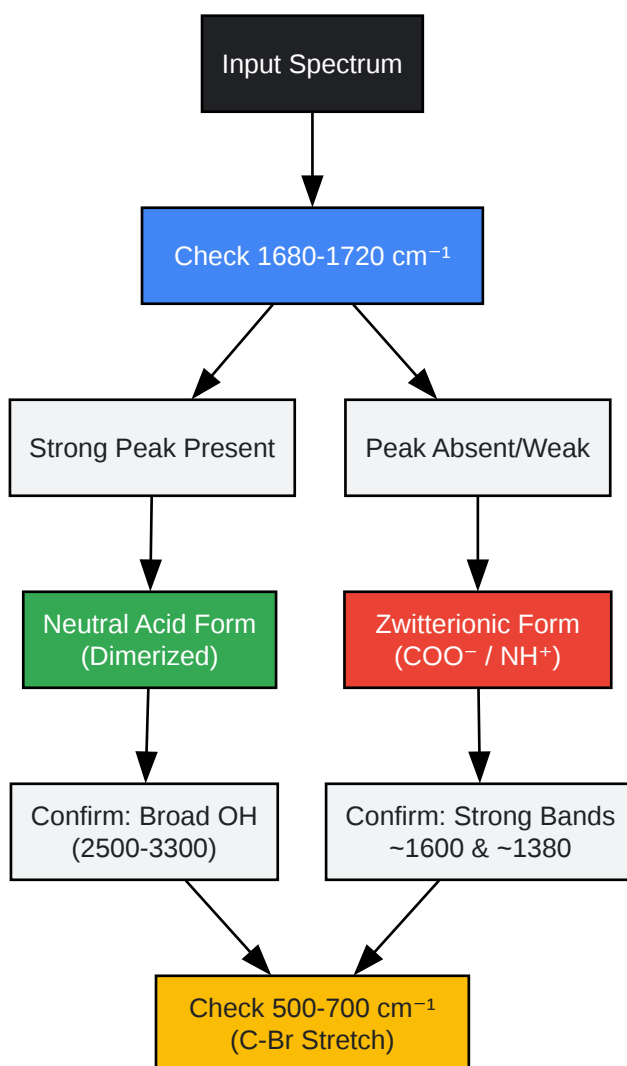 Input Spectrum
Check 1680-1720 cm⁻¹
Strong Peak Present
Peak Absent/Weak
Neutral Acid Form
(Dimerized)
Zwitterionic Form
(COO⁻ / NH⁺)
Confirm: Broad OH
(2500-3300)
Confirm: Strong Bands
~1600 & ~1380
Check 500-700 cm⁻¹
(C-Br Stretch)